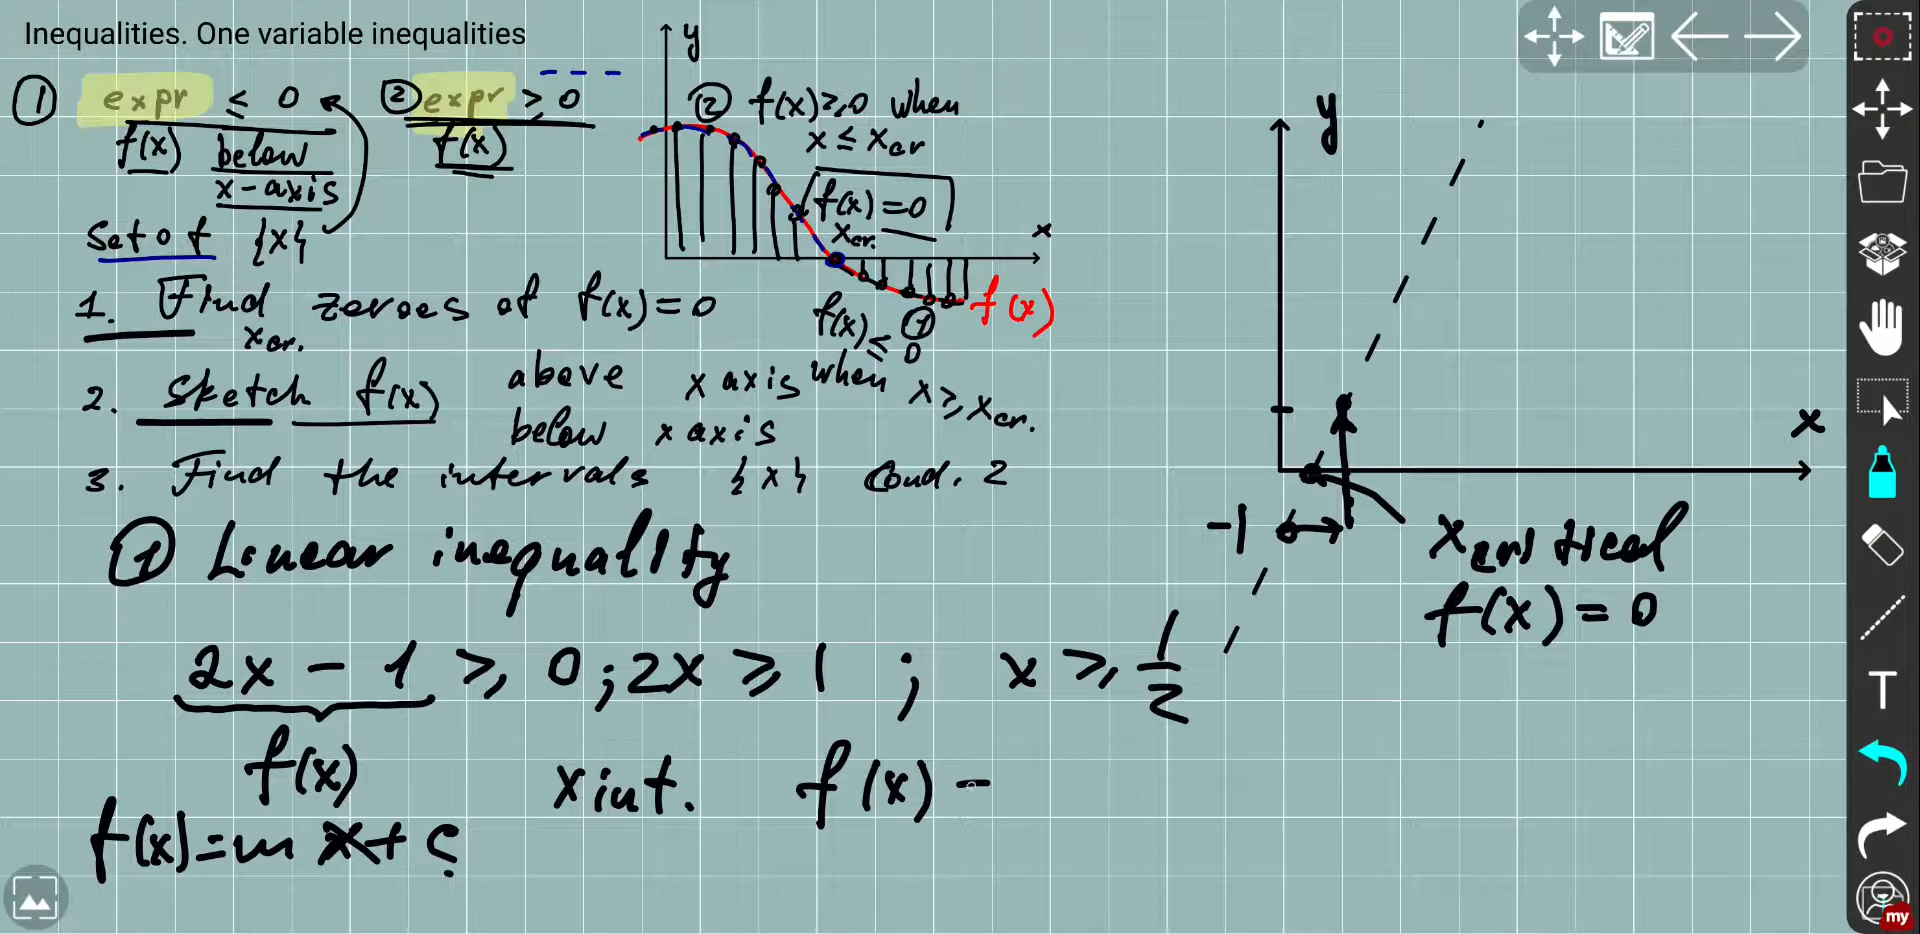 Inequalities. One variable inequalities
① expr ≤ 0
f(x) below
x-axis
② expr ≥ 0
f(x)
Set of {x}
1. Find zeroes of f(x) = 0
xcr.
2. Sketch f(x) above x axis
below x axis
3. Find the intervals {x} Cond. 2
y
② f(x) ≥ 0 when
x ≤ xcr
f(x) = 0
xcr.
x
f(x)
f(x) ≤ 0 ①
when x ≥ xcr.
① Linear inequality
2x - 1 ≥ 0 ; 2x ≥ 1 ; x ≥ 1/2
f(x)
x int. f(x) -
f(x) = mx + c
y
x
-1
xcritical
f(x) = 0
T
my